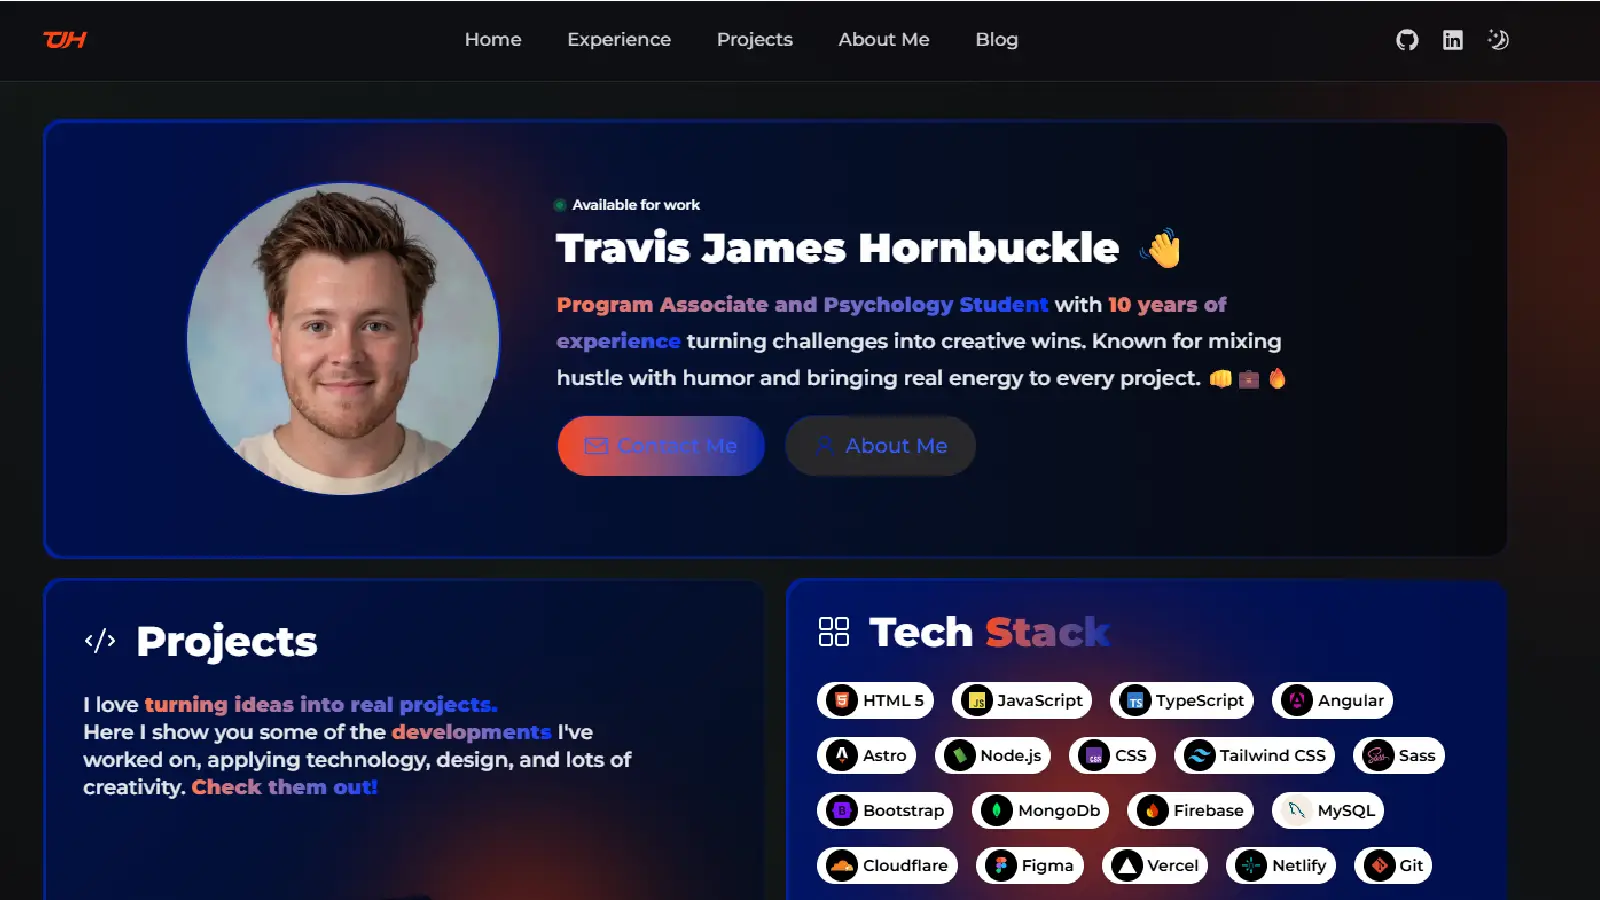 TJH
Home Experience Projects About Me Blog
Available for work
Travis James Hornbuckle 👋
Program Associate and Psychology Student with 10 years of
experience turning challenges into creative wins. Known for mixing
hustle with humor and bringing real energy to every project. 👊 💼 🔥
Contact Me About Me
</> Projects
I love turning ideas into real projects.
Here I show you some of the developments I've
worked on, applying technology, design, and lots of
creativity. Check them out!
Tech Stack
HTML 5 JavaScript TypeScript Angular
Astro Node.js CSS Tailwind CSS Sass
Bootstrap MongoDb Firebase MySQL
Cloudflare Figma Vercel Netlify Git